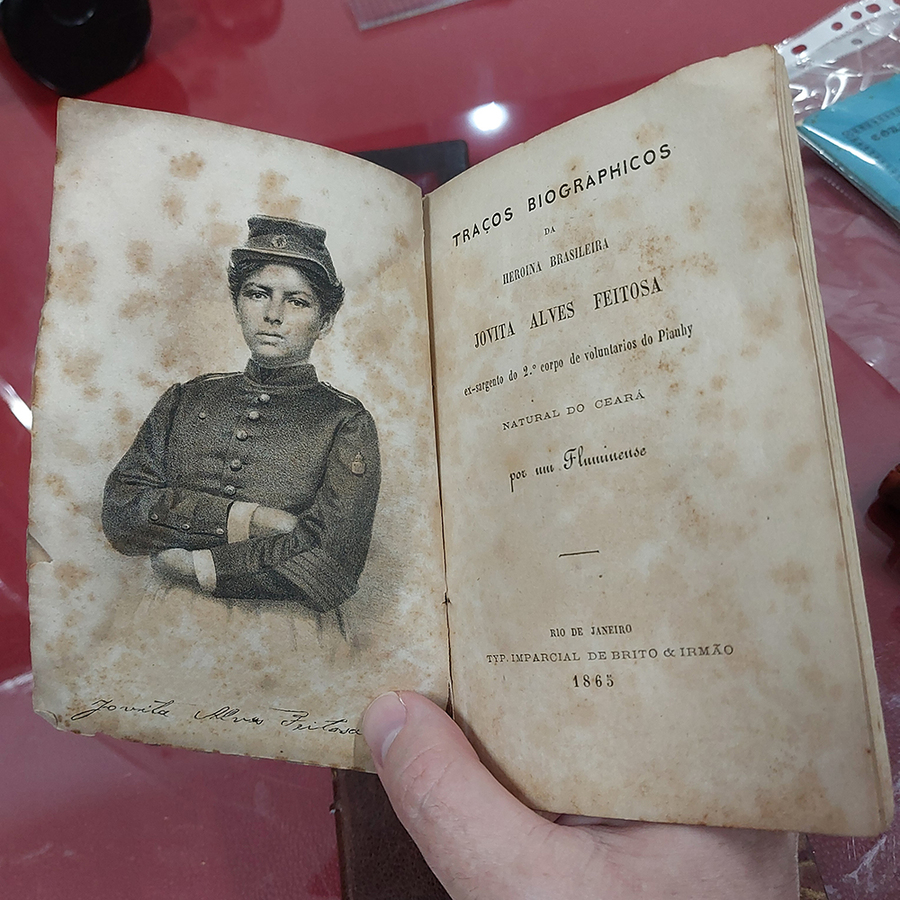 Jovita Alves Feitosa
TRAÇOS BIOGRAPHICOS
DA
HEROINA BRASILEIRA
JOVITA ALVES FEITOSA
ex-sargento do 2.º corpo de voluntarios do Piauhy
NATURAL DO CEARÁ
por um Fluminense
RIO DE JANEIRO
TYP. IMPARCIAL DE BRITO & IRMÃO
1865